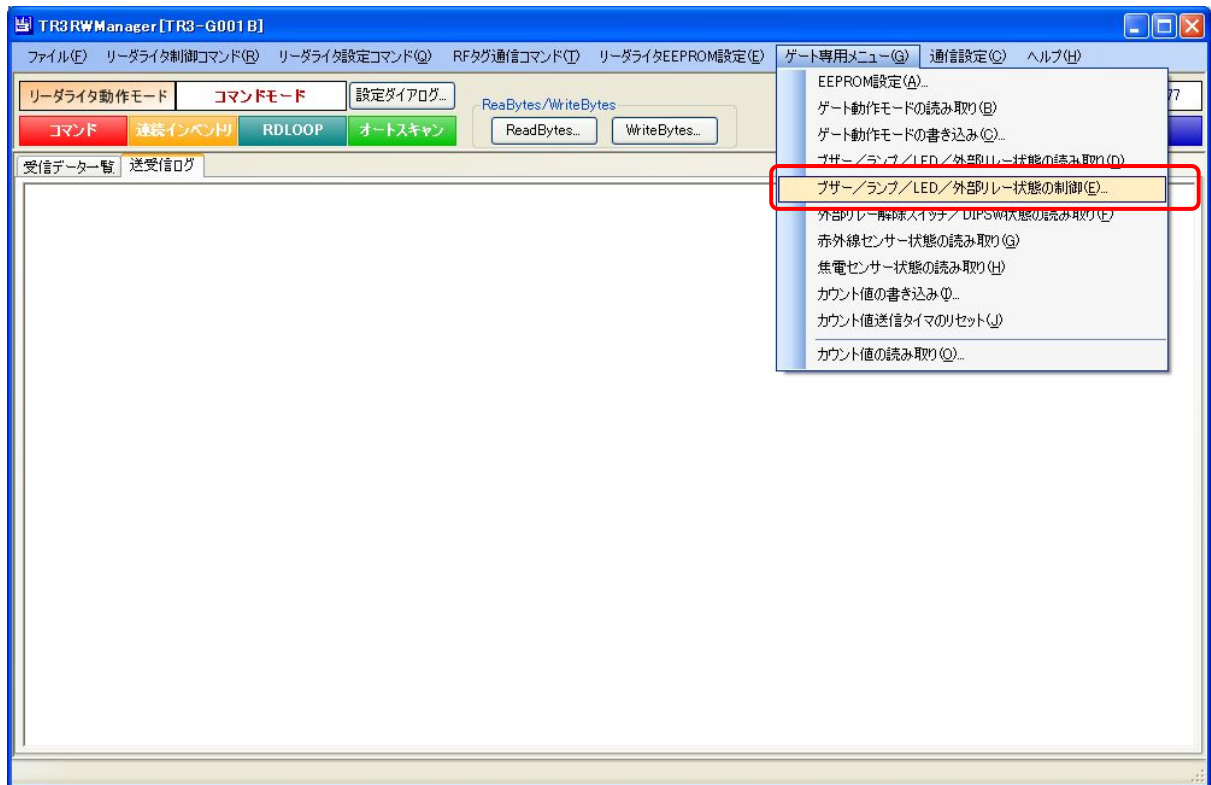 TR3RWManager[TR3-G001B]
ファイル(F) リーダライタ制御コマンド(R) リーダライタ設定コマンド(Q) RFタグ通信コマンド(T) リーダライタEEPROM設定(E) ゲート専用メニュー(G) 通信設定(C) ヘルプ(H)
リーダライタ動作モード コマンドモード 設定ダイアログ...
ReaBytes/WriteBytes
コマンド 連続インベントリ RDLOOP オートスキャン ReadBytes... WriteBytes...
77
受信データ一覧 送受信ログ
EEPROM設定(A)...
ゲート動作モードの読み取り(B)
ゲート動作モードの書き込み(C)...
ブザー/ランプ/LED/外部リレー状態の読み取り(D)
ブザー/ランプ/LED/外部リレー状態の制御(E)...
外部リレー解除スイッチ/DIPSW状態の読み取り(F)
赤外線センサー状態の読み取り(G)
焦電センサー状態の読み取り(H)
カウント値の書き込み(I)...
カウント値送信タイマのリセット(J)
カウント値の読み取り(O)...